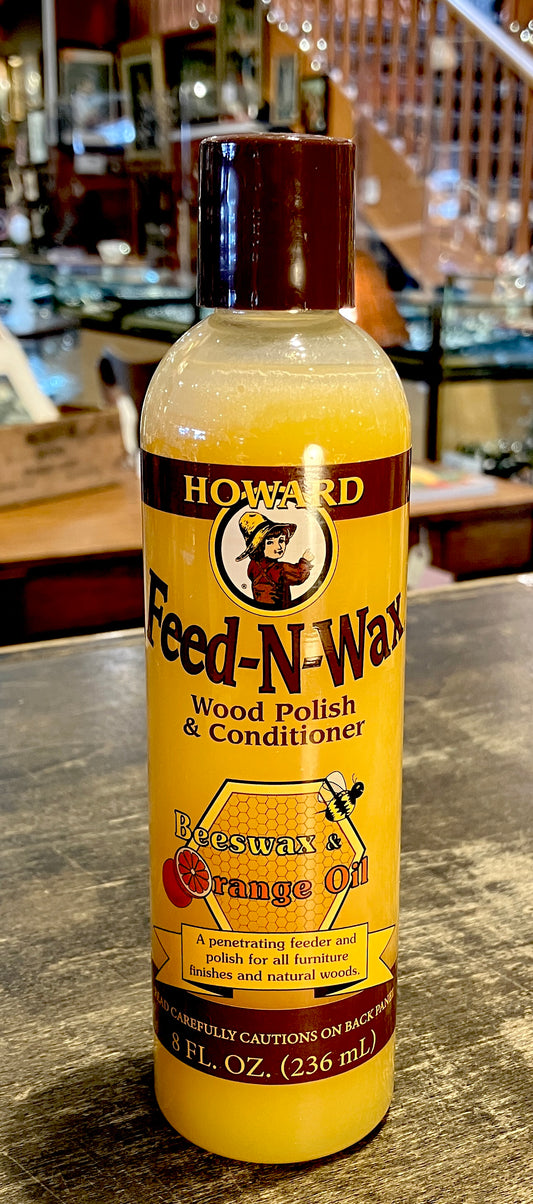 HOWARD
®
Feed-N-Wax
Wood Polish
& Conditioner
Beeswax &
Orange Oil
A penetrating feeder and
polish for all furniture
finishes and natural woods.
READ CAREFULLY CAUTIONS ON BACK PANEL
8 FL. OZ. (236 mL)